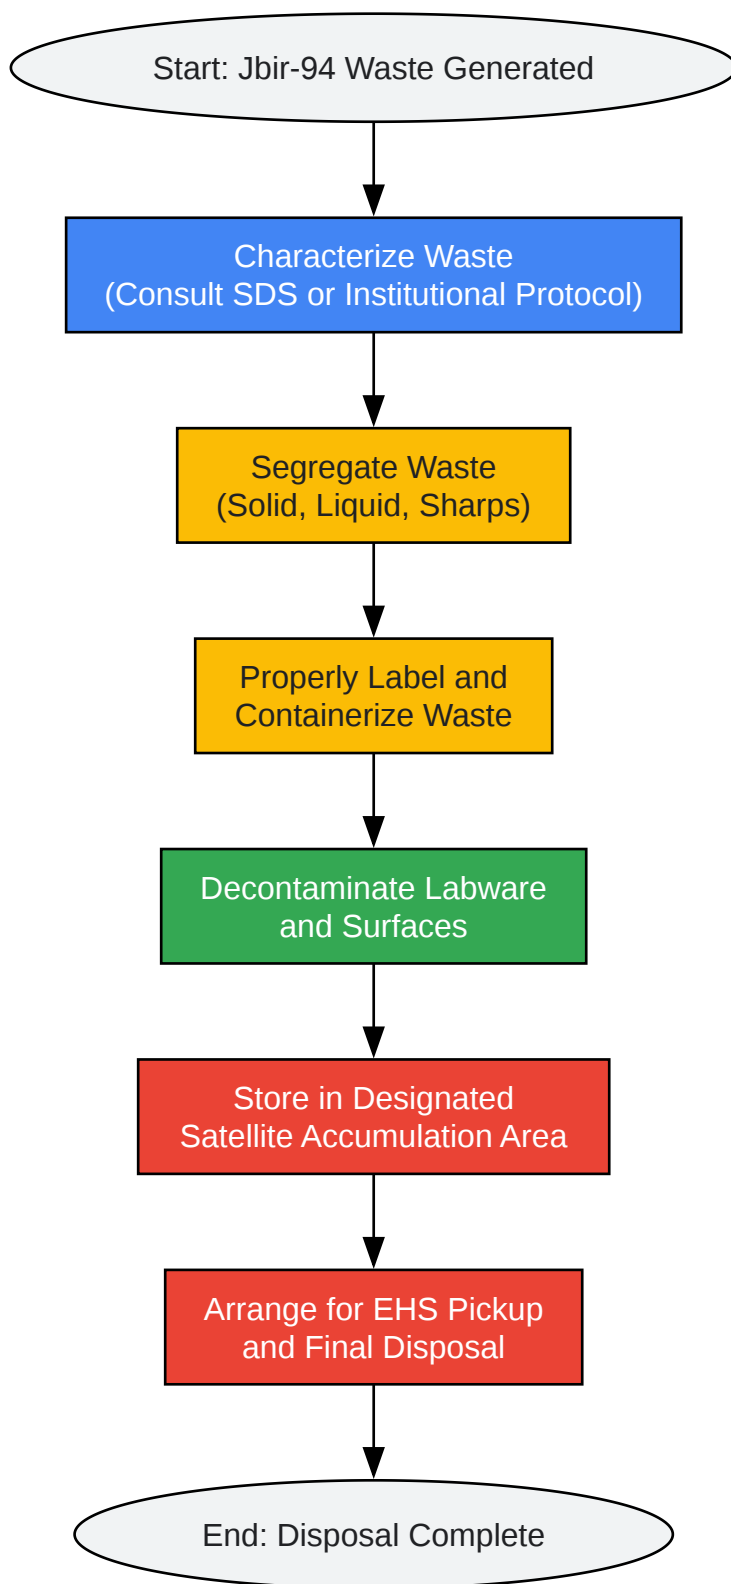 Start: Jbir-94 Waste Generated
Characterize Waste
(Consult SDS or Institutional Protocol)
Segregate Waste
(Solid, Liquid, Sharps)
Properly Label and
Containerize Waste
Decontaminate Labware
and Surfaces
Store in Designated
Satellite Accumulation Area
Arrange for EHS Pickup
and Final Disposal
End: Disposal Complete